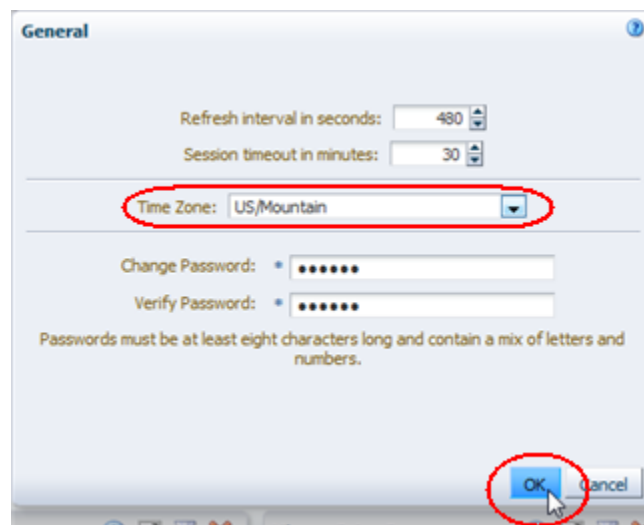 General
Refresh interval in seconds: 480
Session timeout in minutes: 30
Time Zone: US/Mountain
Change Password: * ••••••
Verify Password: * ••••••
Passwords must be at least eight characters long and contain a mix of letters and
numbers.
OK Cancel